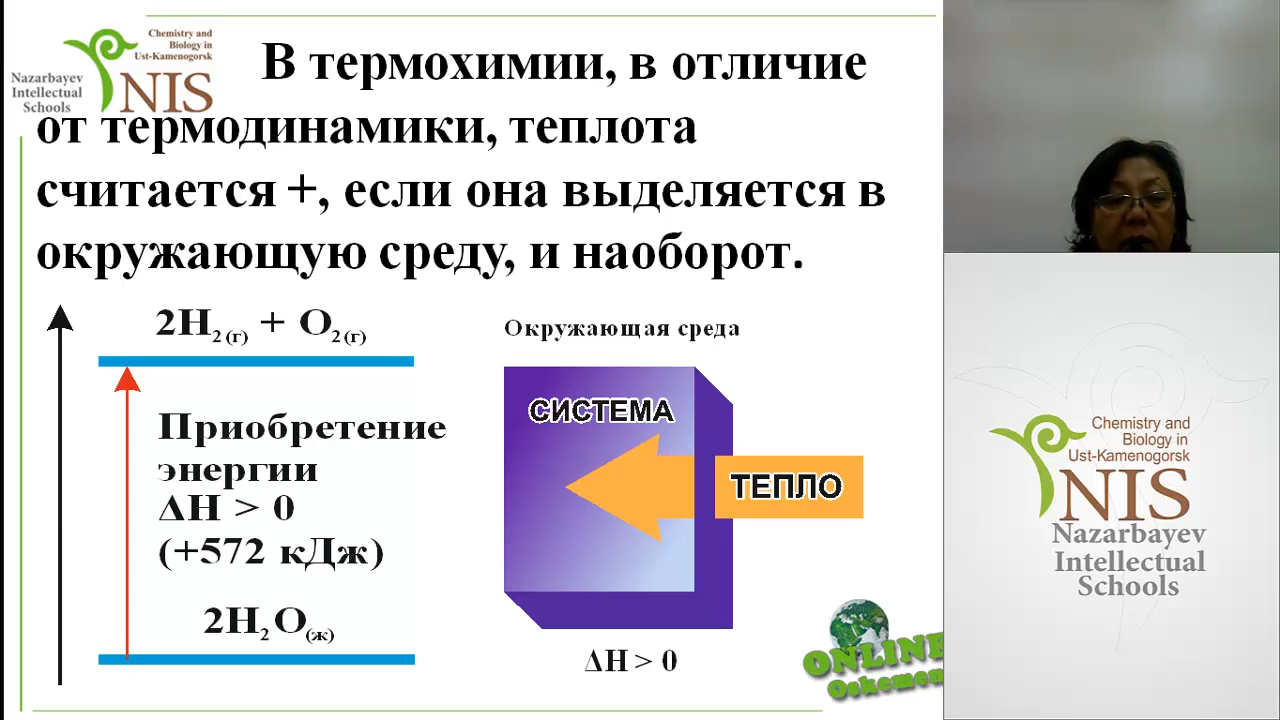 Chemistry and
Biology in
Ust-Kamenogorsk
Nazarbayev
Intellectual
Schools
NIS
В термохимии, в отличие
от термодинамики, теплота
считается +, если она выделяется в
окружающую среду, и наоборот.
2H₂(г) + O₂(г)
Приобретение
энергии
ΔH > 0
(+572 кДж)
2H₂O(ж)
Окружающая среда
СИСТЕМА
ТЕПЛО
ΔH > 0
ONLINE
Oskemen
Chemistry and
Biology in
Ust-Kamenogorsk
NIS
Nazarbayev
Intellectual
Schools